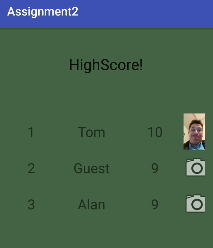 Assignment2
HighScore!
1 Tom 10
2 Guest 9
3 Alan 9